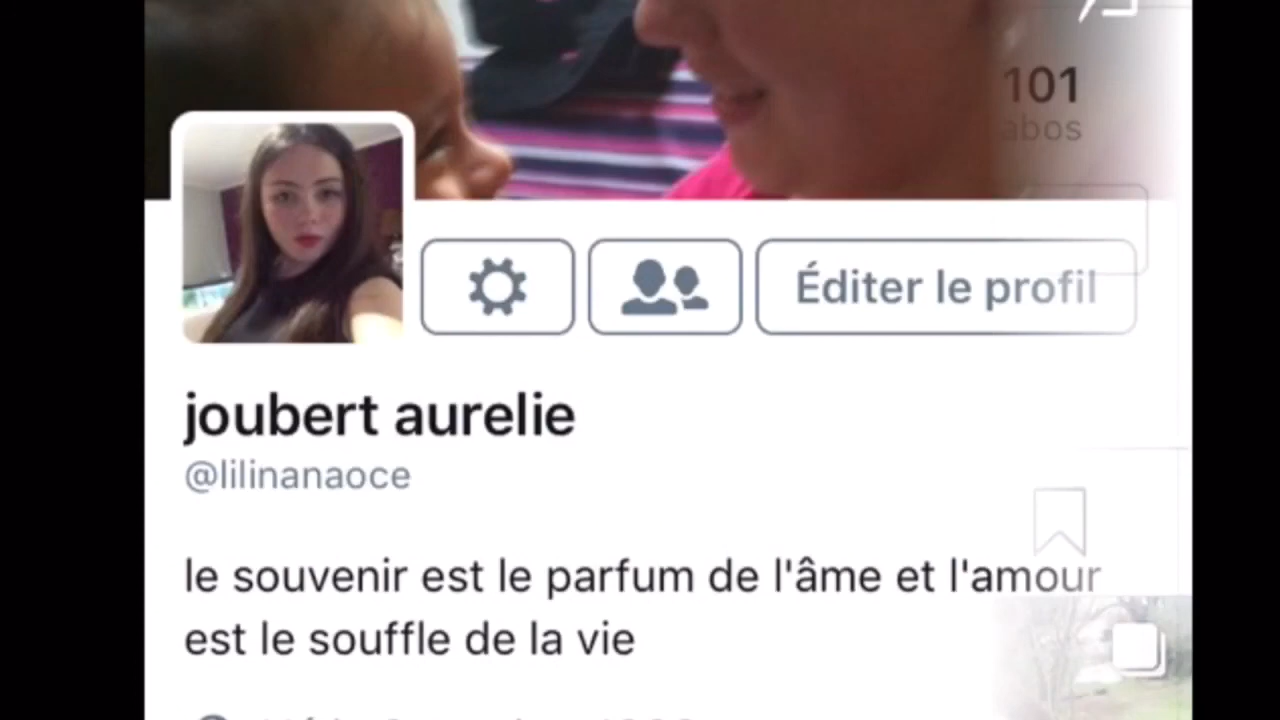 101
abos
Éditer le profil
joubert aurelie
@lilinanaoce
le souvenir est le parfum de l'âme et l'amour
est le souffle de la vie